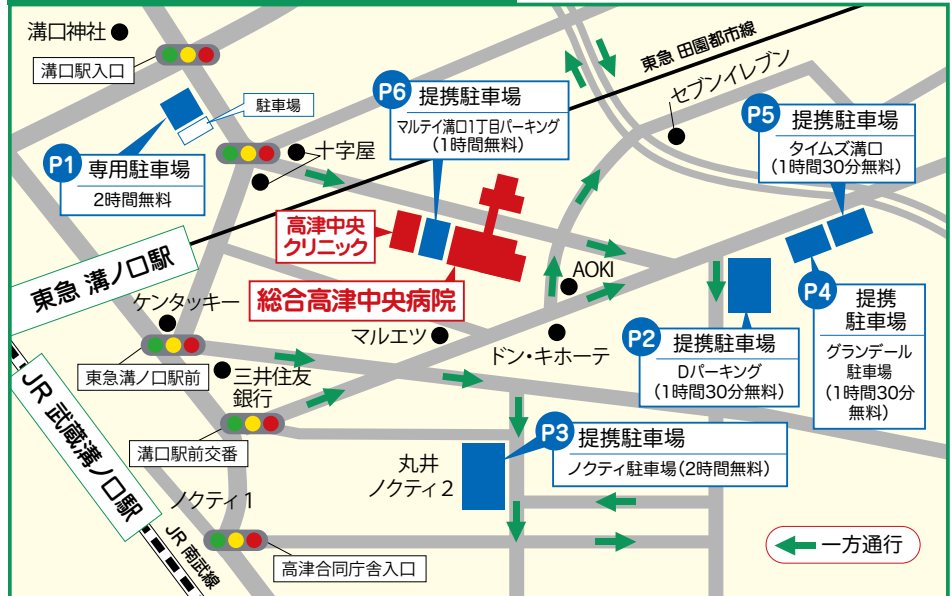 溝口神社
溝口駅入口
駐車場
P1
専用駐車場
2時間無料
十字屋
P6
提携駐車場
マルテイ溝口1丁目パーキング
(1時間無料)
東急 田園都市線
セブンイレブン
P5
提携駐車場
タイムズ溝口
(1時間30分無料)
高津中央
クリニック
総合高津中央病院
東急 溝ノ口駅
ケンタッキー
東急溝ノ口駅前
マルエツ
AOKI
ドン・キホーテ
P2
提携駐車場
Dパーキング
(1時間30分無料)
P4
提携
駐車場
グランデール
駐車場
(1時間30分
無料)
三井住友
銀行
JR 武蔵溝ノ口駅
溝口駅前交番
丸井
ノクティ2
P3
提携駐車場
ノクティ駐車場(2時間無料)
ノクティ1
JR 南武線
高津合同庁舎入口
一方通行